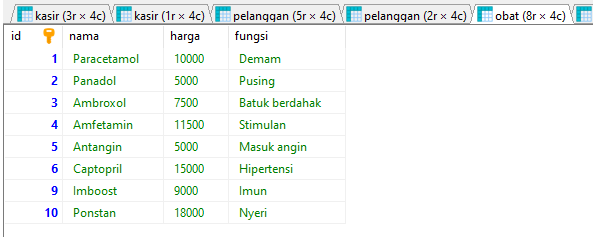 kasir (3r × 4c) kasir (1r × 4c) pelanggan (5r × 4c) pelanggan (2r × 4c) obat (8r × 4c)
id nama harga fungsi
1 Paracetamol 10000 Demam
2 Panadol 5000 Pusing
3 Ambroxol 7500 Batuk berdahak
4 Amfetamin 11500 Stimulan
5 Antangin 5000 Masuk angin
6 Captopril 15000 Hipertensi
9 Imboost 9000 Imun
10 Ponstan 18000 Nyeri